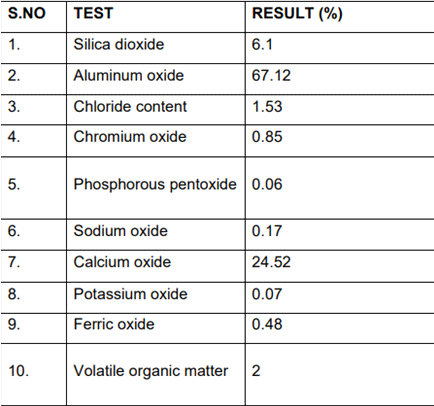 S.NO TEST RESULT (%)
1. Silica dioxide 6.1
2. Aluminum oxide 67.12
3. Chloride content 1.53
4. Chromium oxide 0.85
5. Phosphorous pentoxide 0.06
6. Sodium oxide 0.17
7. Calcium oxide 24.52
8. Potassium oxide 0.07
9. Ferric oxide 0.48
10. Volatile organic matter 2